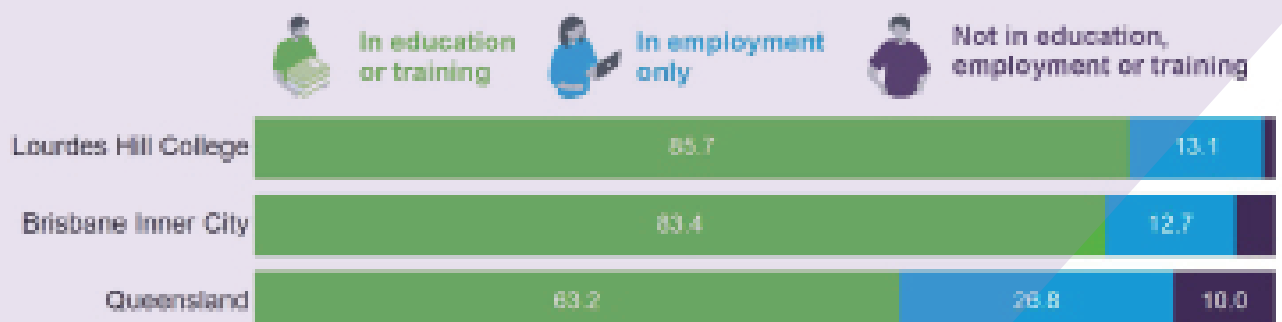 In education
or training
In employment
only
Not in education,
employment or training
Lourdes Hill College 85.7 13.1
Brisbane Inner City 83.4 12.7
Queensland 63.2 26.8 10.0